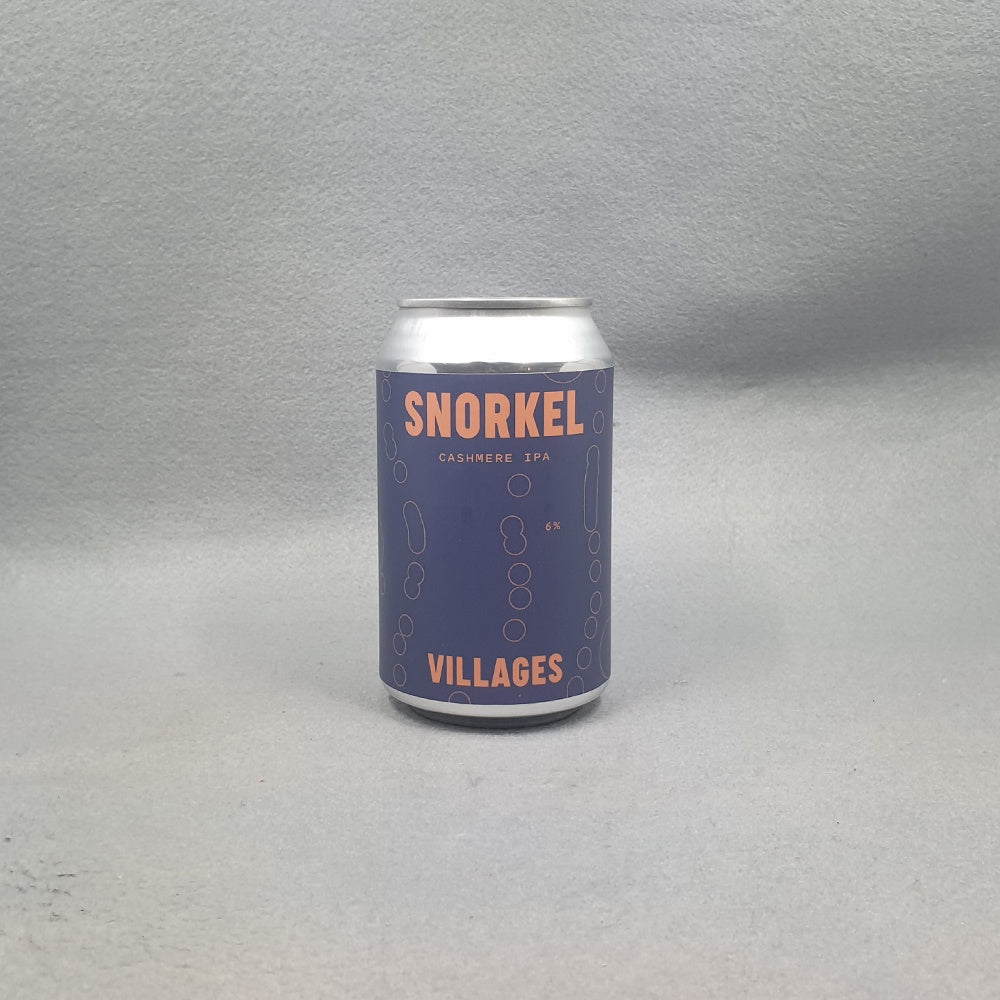 SNORKEL
CASHMERE IPA
6%
VILLAGES